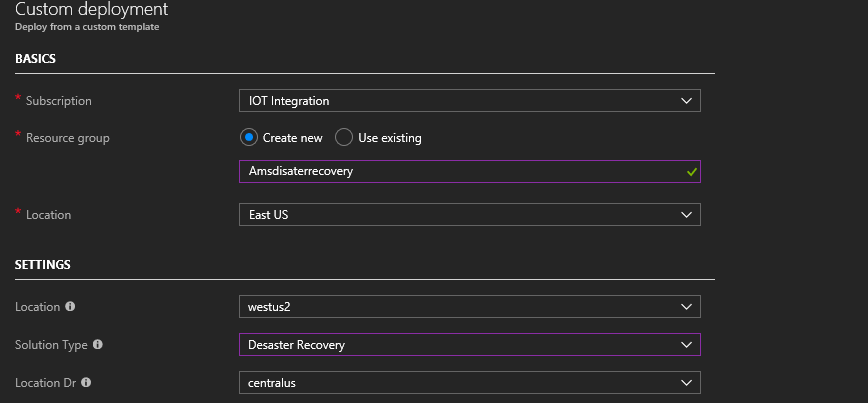 Custom deployment
Deploy from a custom template
BASICS
* Subscription IOT Integration
* Resource group Create new Use existing
Amsdisaterrecovery
* Location East US
SETTINGS
Location westus2
Solution Type Desaster Recovery
Location Dr centralus